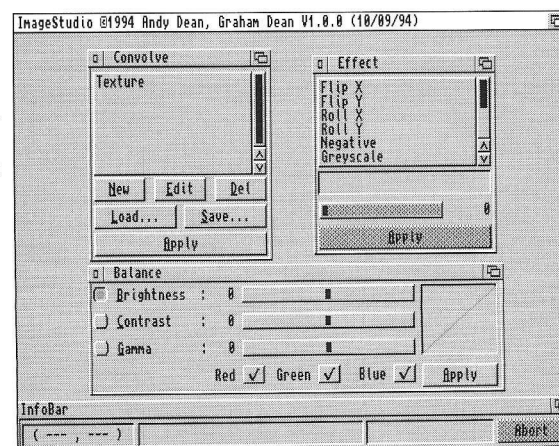 ImageStudio ©1994 Andy Dean, Graham Dean V1.0.0 (10/09/94)
Convolve
Texture
New Edit Del
Load... Save...
Apply
Effect
Flip X
Flip Y
Roll X
Roll Y
Negative
Greyscale
0
Apply
Balance
Brightness : 0
Contrast : 0
Gamma : 0
Red Green Blue Apply
InfoBar
( --- , --- ) Abort